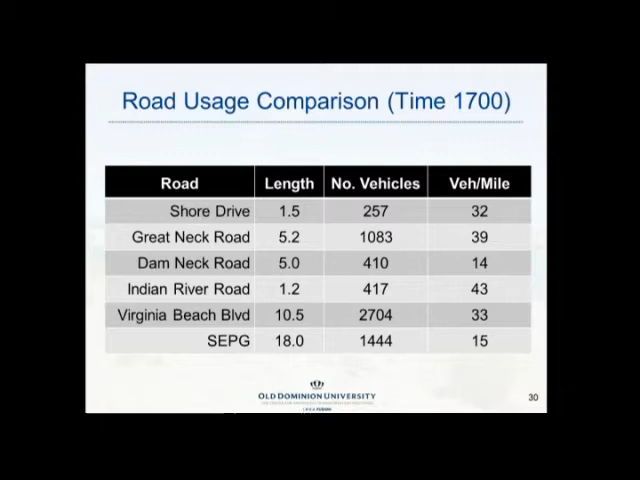 Road Usage Comparison (Time 1700)
Road Length No. Vehicles Veh/Mile
Shore Drive 1.5 257 32
Great Neck Road 5.2 1083 39
Dam Neck Road 5.0 410 14
Indian River Road 1.2 417 43
Virginia Beach Blvd 10.5 2704 33
SEPG 18.0 1444 15
OLD DOMINION UNIVERSITY
30